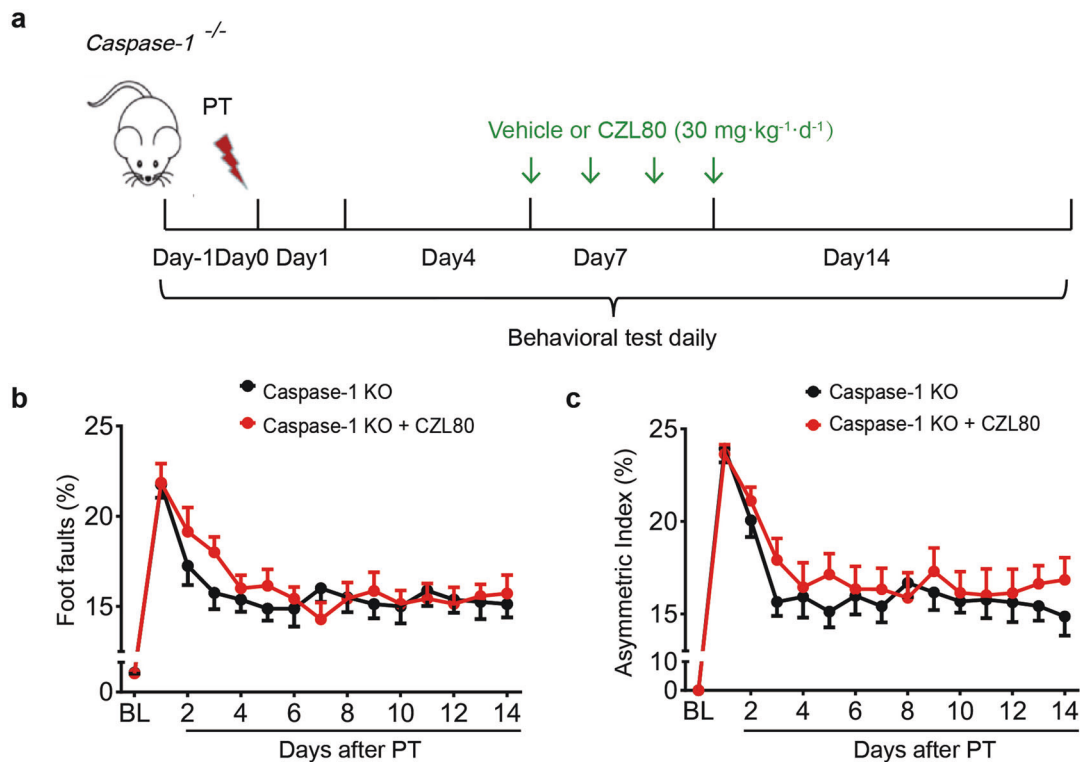 a
Caspase-1 -/-
PT
Vehicle or CZL80 (30 mg·kg⁻¹·d⁻¹)
Day-1Day0 Day1 Day4 Day7 Day14
Behavioral test daily
b
Caspase-1 KO
Caspase-1 KO + CZL80
25
20
15
0
Foot faults (%)
BL 2 4 6 8 10 12 14
Days after PT
c
Caspase-1 KO
Caspase-1 KO + CZL80
25
20
15
10
0
Asymmetric Index (%)
BL 2 4 6 8 10 12 14
Days after PT